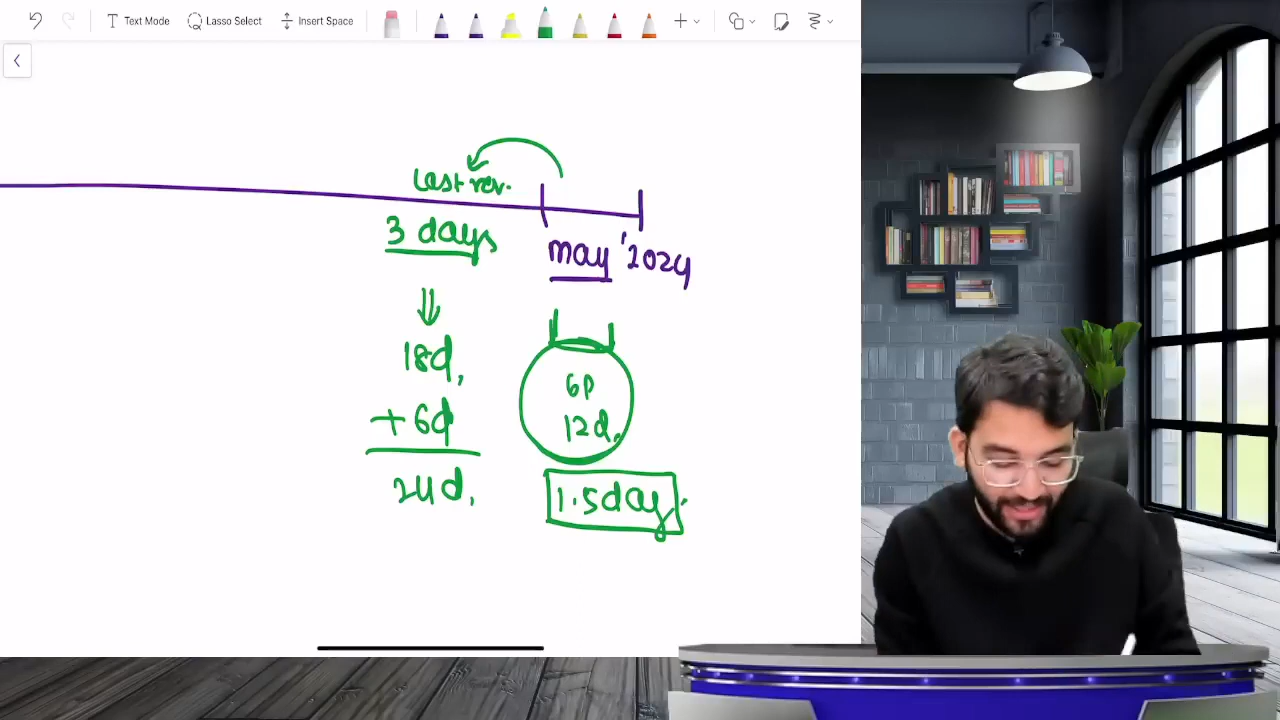 Text Mode
Lasso Select
Insert Space
Last rev.
3 days
may '2024
18d,
+ 6d
24d,
6p
12d,
1.5day.